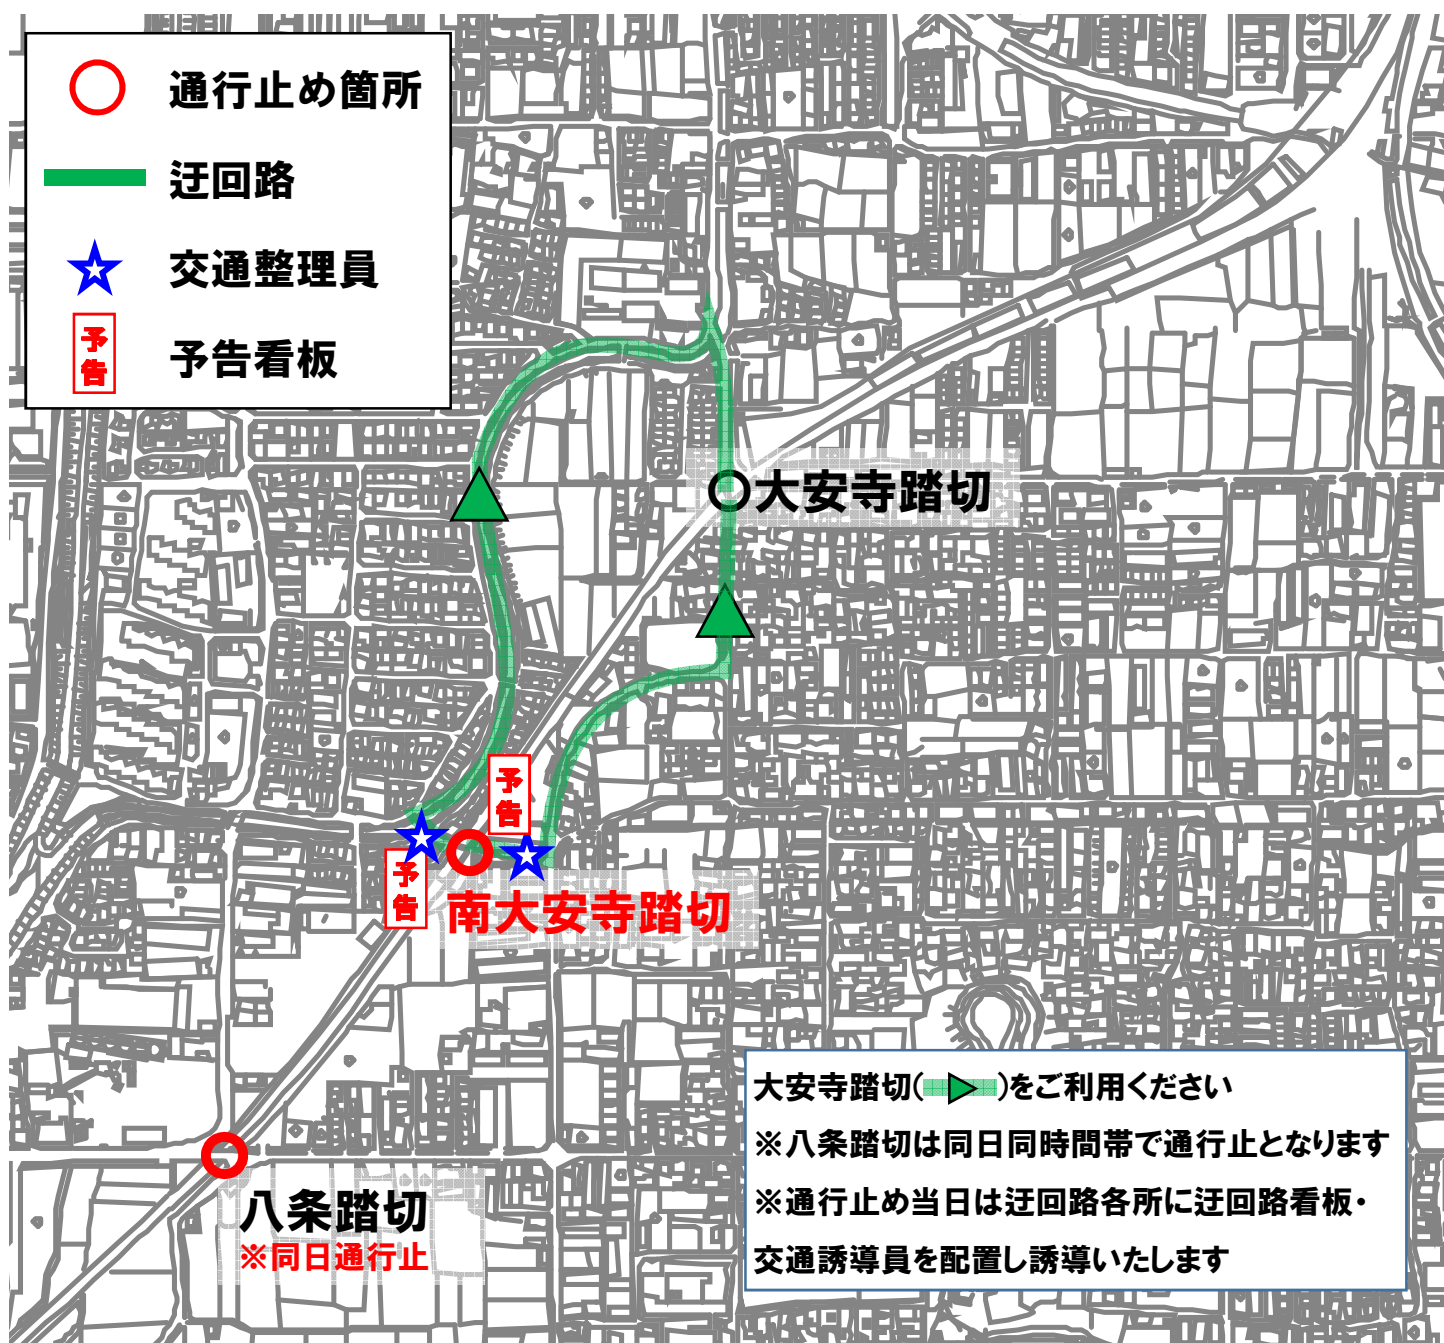 通行止め箇所
迂回路
交通整理員
予告
予告看板
大安寺踏切
予告
予告
南大安寺踏切
八条踏切
※同日通行止
大安寺踏切( )をご利用ください
※八条踏切は同日同時間帯で通行止となります
※通行止め当日は迂回路各所に迂回路看板・
交通誘導員を配置し誘導いたします